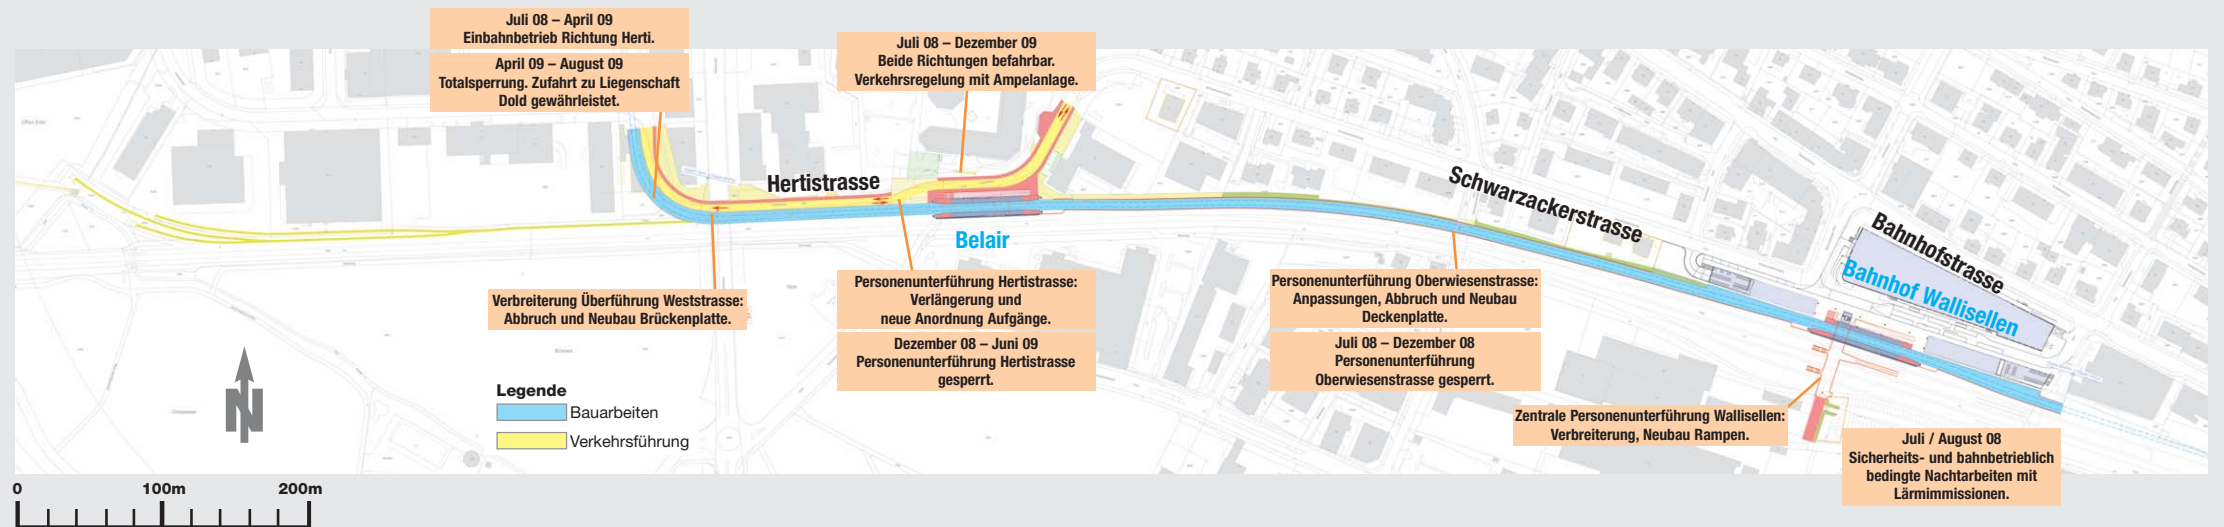 Juli 08 – April 09
Einbahnbetrieb Richtung Herti.
April 09 – August 09
Totalsperrung. Zufahrt zu Liegenschaft
Dold gewährleistet.
Juli 08 – Dezember 09
Beide Richtungen befahrbar.
Verkehrsregelung mit Ampelanlage.
Hertistrasse
Schwarzackerstrasse
Bahnhofstrasse
Bahnhof Wallisellen
Belair
Verbreiterung Überführung Weststrasse:
Abbruch und Neubau Brückenplatte.
Personenunterführung Hertistrasse:
Verlängerung und
neue Anordnung Aufgänge.
Dezember 08 – Juni 09
Personenunterführung Hertistrasse
gesperrt.
Personenunterführung Oberwiesenstrasse:
Anpassungen, Abbruch und Neubau
Deckenplatte.
Juli 08 – Dezember 08
Personenunterführung
Oberwiesenstrasse gesperrt.
Zentrale Personenunterführung Wallisellen:
Verbreiterung, Neubau Rampen.
Juli / August 08
Sicherheits- und bahnbetrieblich
bedingte Nachtarbeiten mit
Lärmimmissionen.
N
Legende
Bauarbeiten
Verkehrsführung
0 100m 200m